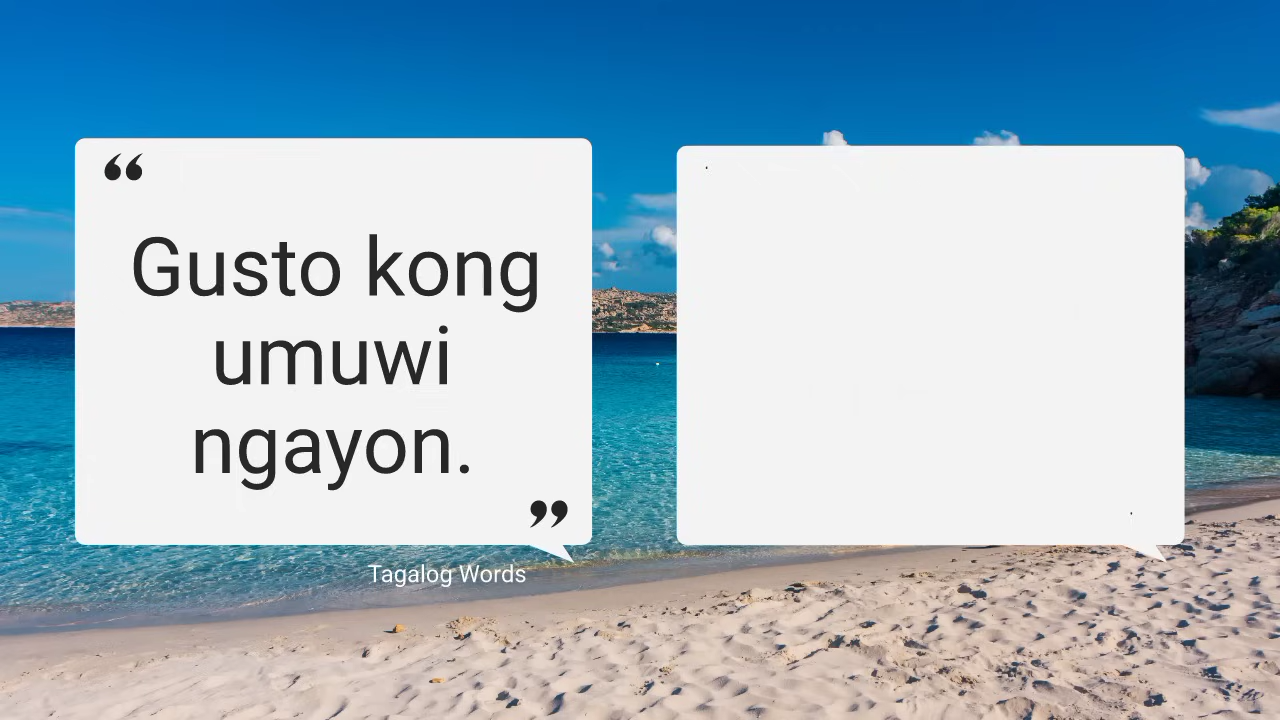 “
Gusto kong
umuwi
ngayon.
”
Tagalog Words